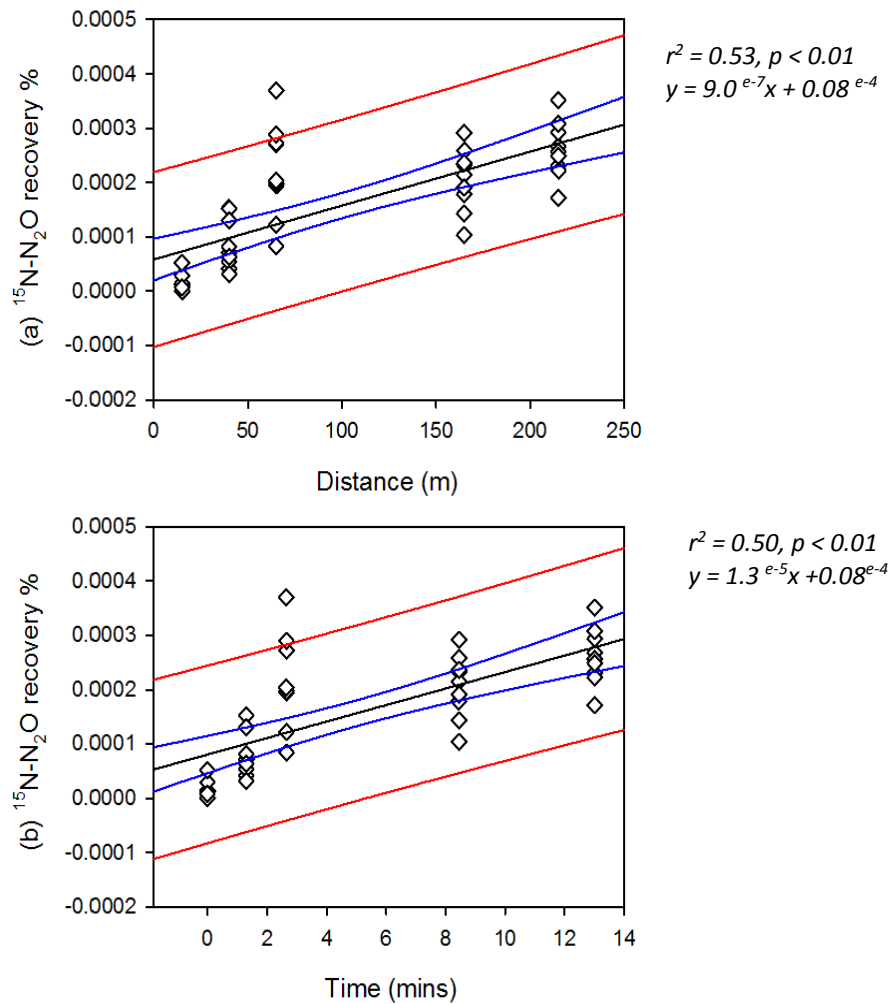 0.0005
0.0004
0.0003
0.0002
0.0001
0.0000
-0.0001
-0.0002
(a) ¹⁵N-N₂O recovery %
0 50 100 150 200 250
Distance (m)
r² = 0.53, p < 0.01
y = 9.0 ᵉ⁻⁷x + 0.08 ᵉ⁻⁴
0.0005
0.0004
0.0003
0.0002
0.0001
0.0000
-0.0001
-0.0002
(b) ¹⁵N-N₂O recovery %
0 2 4 6 8 10 12 14
Time (mins)
r² = 0.50, p < 0.01
y = 1.3 ᵉ⁻⁵x +0.08ᵉ⁻⁴